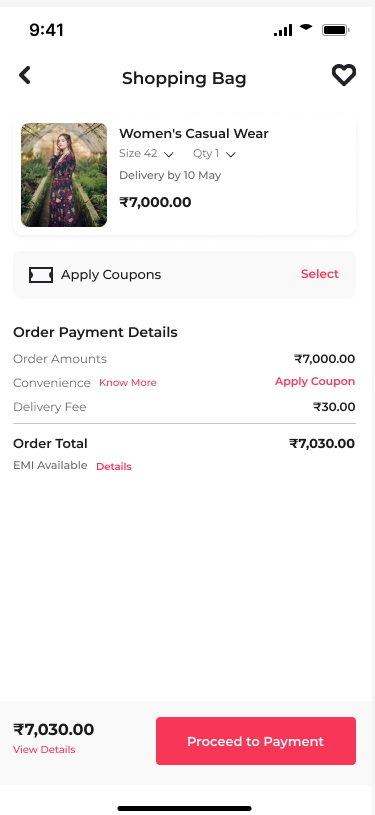 9:41
Shopping Bag
Women's Casual Wear
Size 42 Qty 1
Delivery by 10 May
₹7,000.00
Apply Coupons Select
Order Payment Details
Order Amounts ₹7,000.00
Convenience Know More Apply Coupon
Delivery Fee ₹30.00
Order Total ₹7,030.00
EMI Available Details
₹7,030.00
View Details
Proceed to Payment